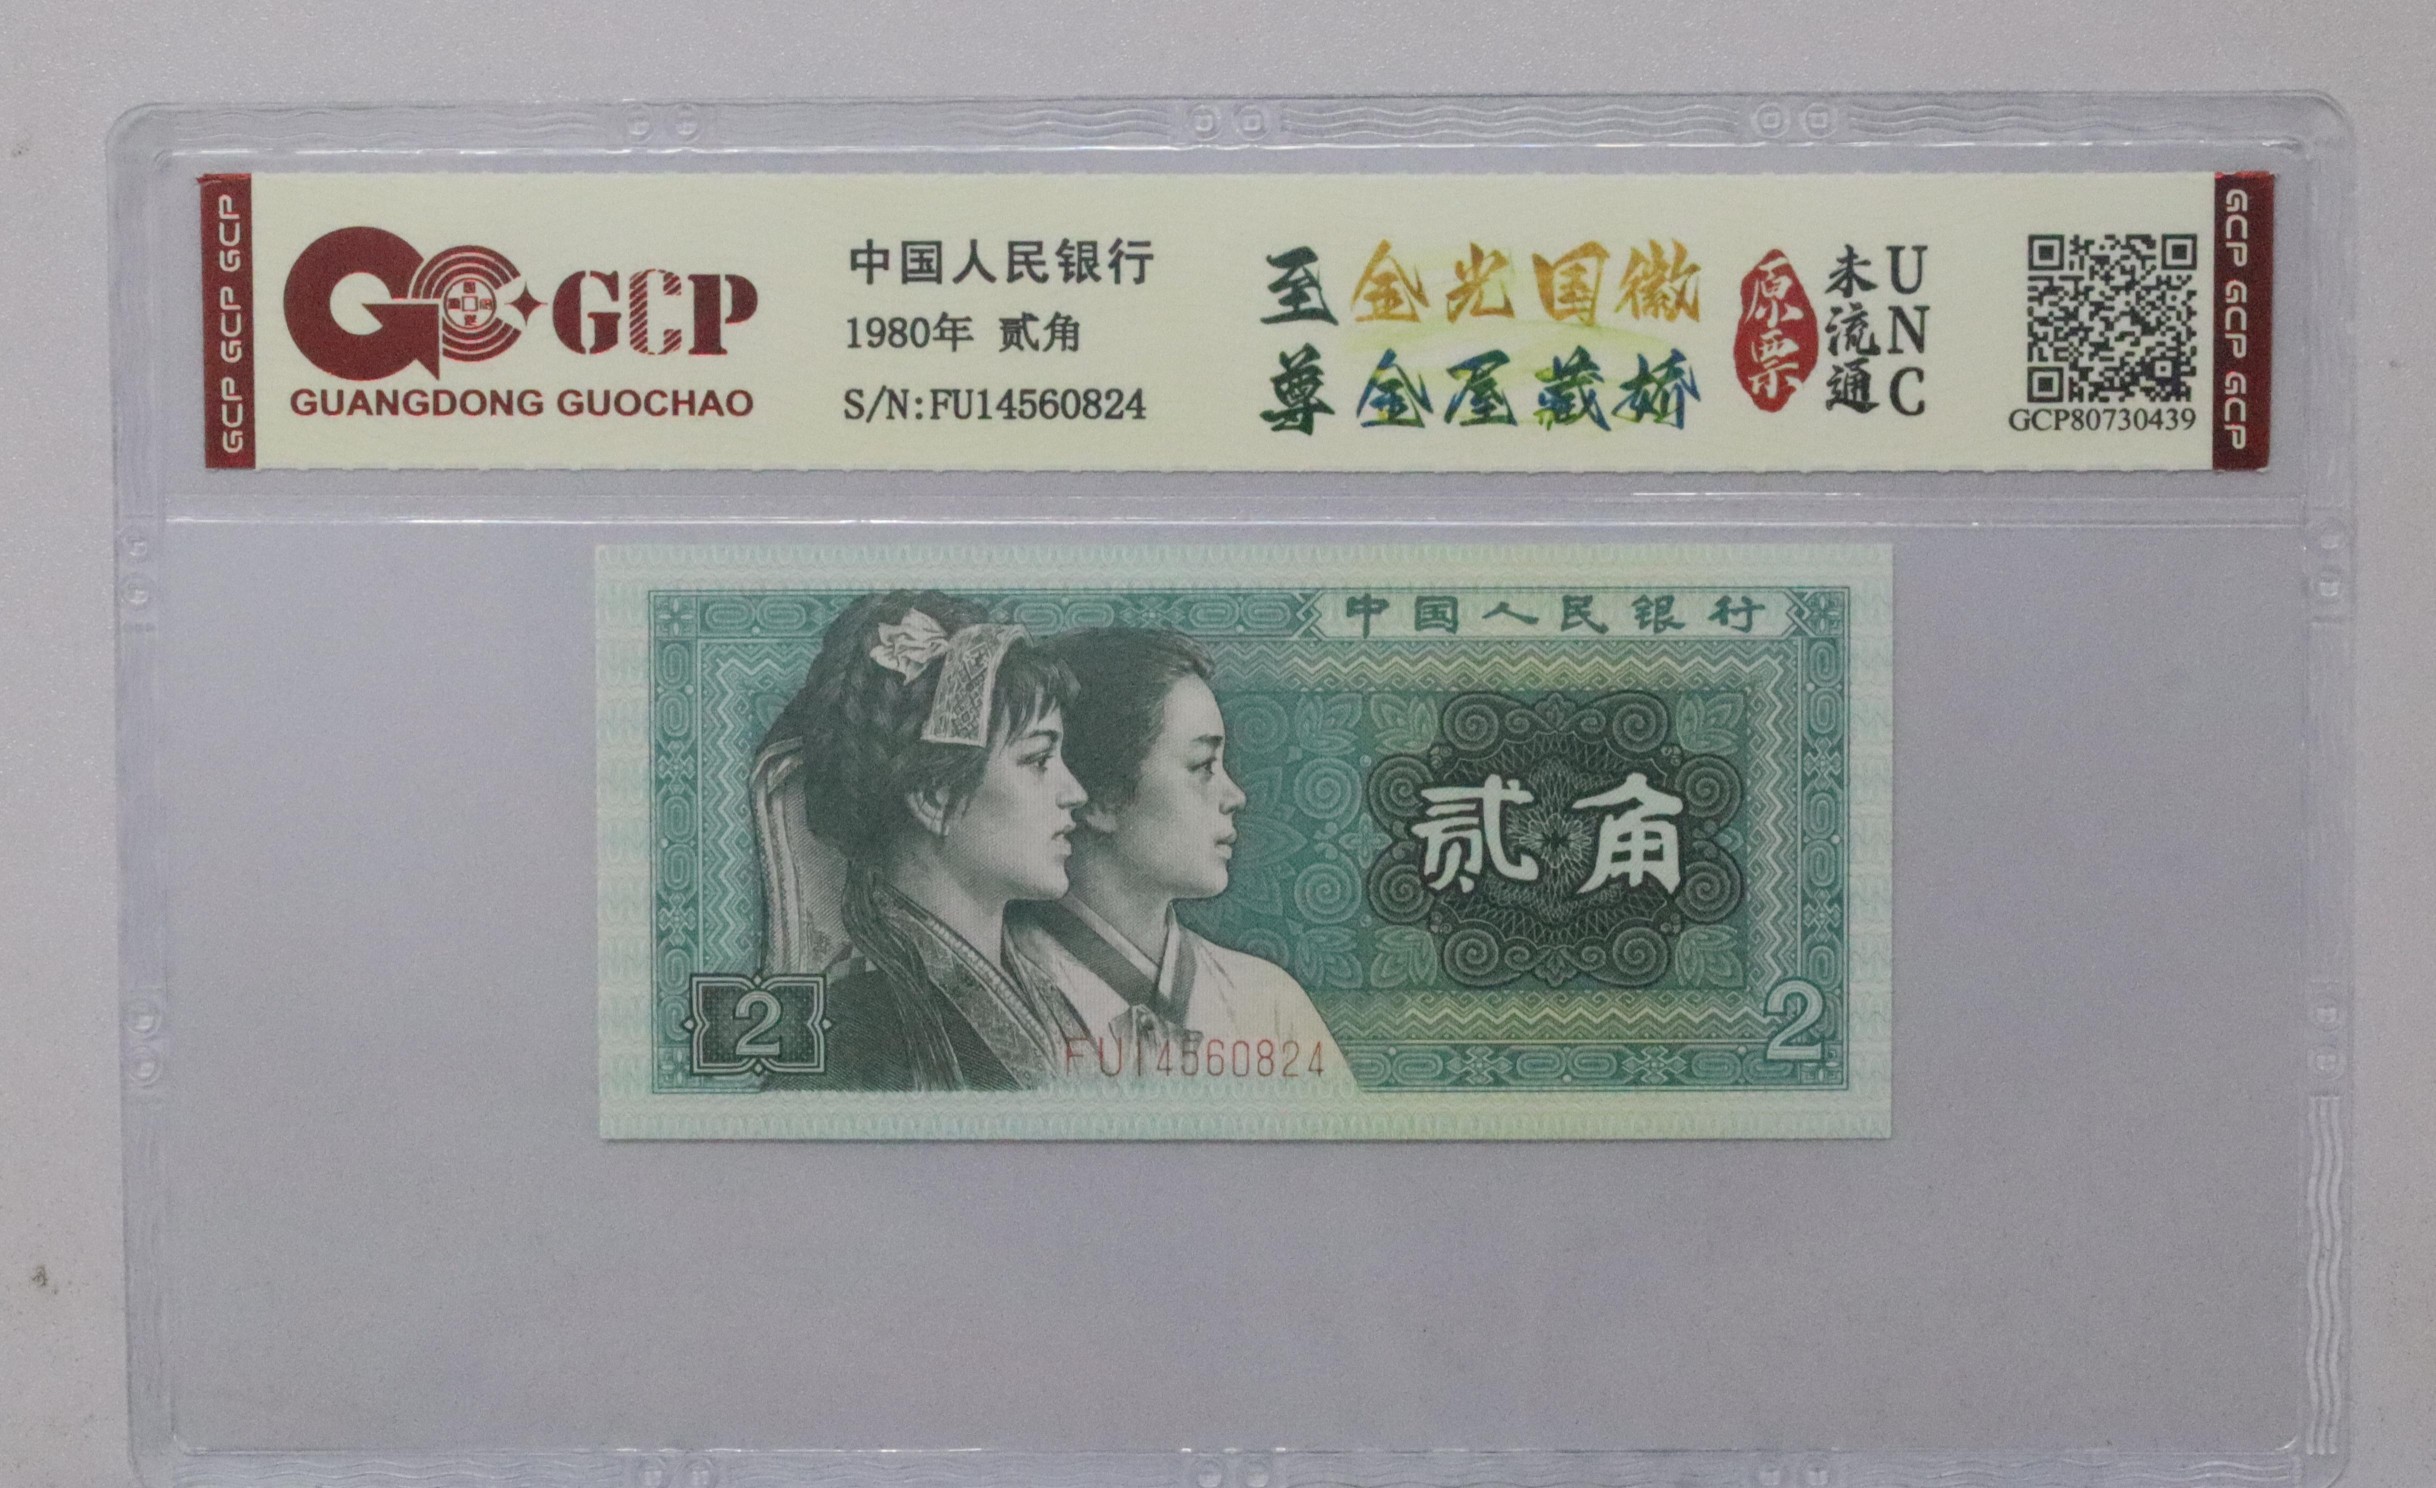 GCP GCP GCP
GCP
GUANGDONG GUOCHAO
中国人民银行
1980年 贰角
S/N:FU14560824
至尊
金光国徽
金屋藏娇
原票
未流通
UNC
GCP80730439
GCP GCP GCP
中国人民银行
贰角
2
FU14560824
2